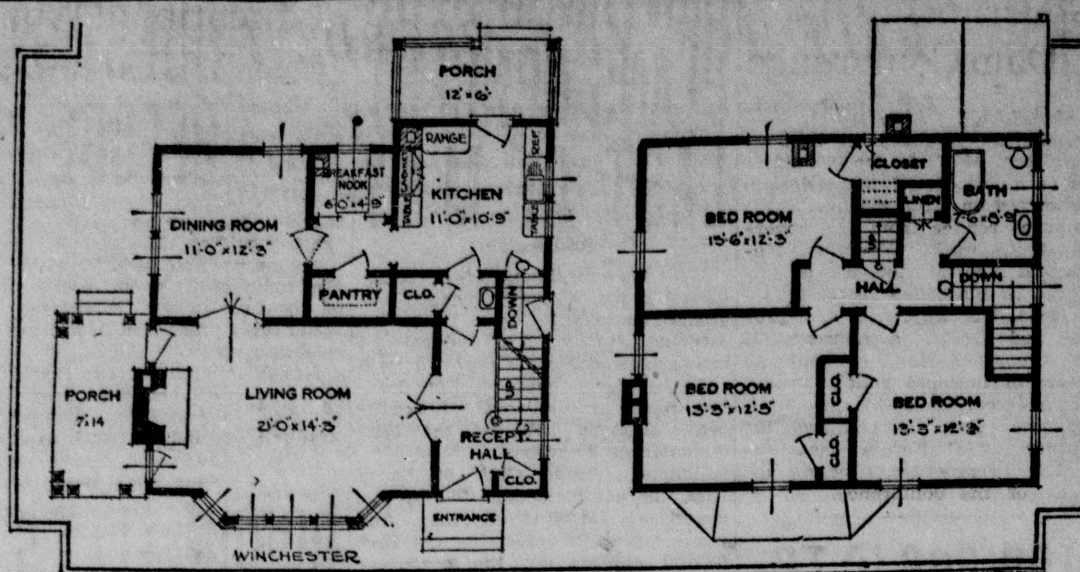 PORCH
12'×6'
RANGE
REF
BREAKFAST
NOOK
6'-0"×4'-9"
TABLE
KITCHEN
11'-0"×10'-9"
TABLE
DINING ROOM
11'-0"×12'-3"
PANTRY
CLO.
DOWN
PORCH
7'×14
LIVING ROOM
21'-0"×14'-3"
UP
RECEPT.
HALL
CLO.
ENTRANCE
WINCHESTER
CLOSET
LINEN
BATH
7'-6"×8'-9"
BED ROOM
13'-6"×12'-3"
UP
HALL
DOWN
BED ROOM
13'-3"×12'-3"
CLO.
CLO.
BED ROOM
13'-3"×12'-3"